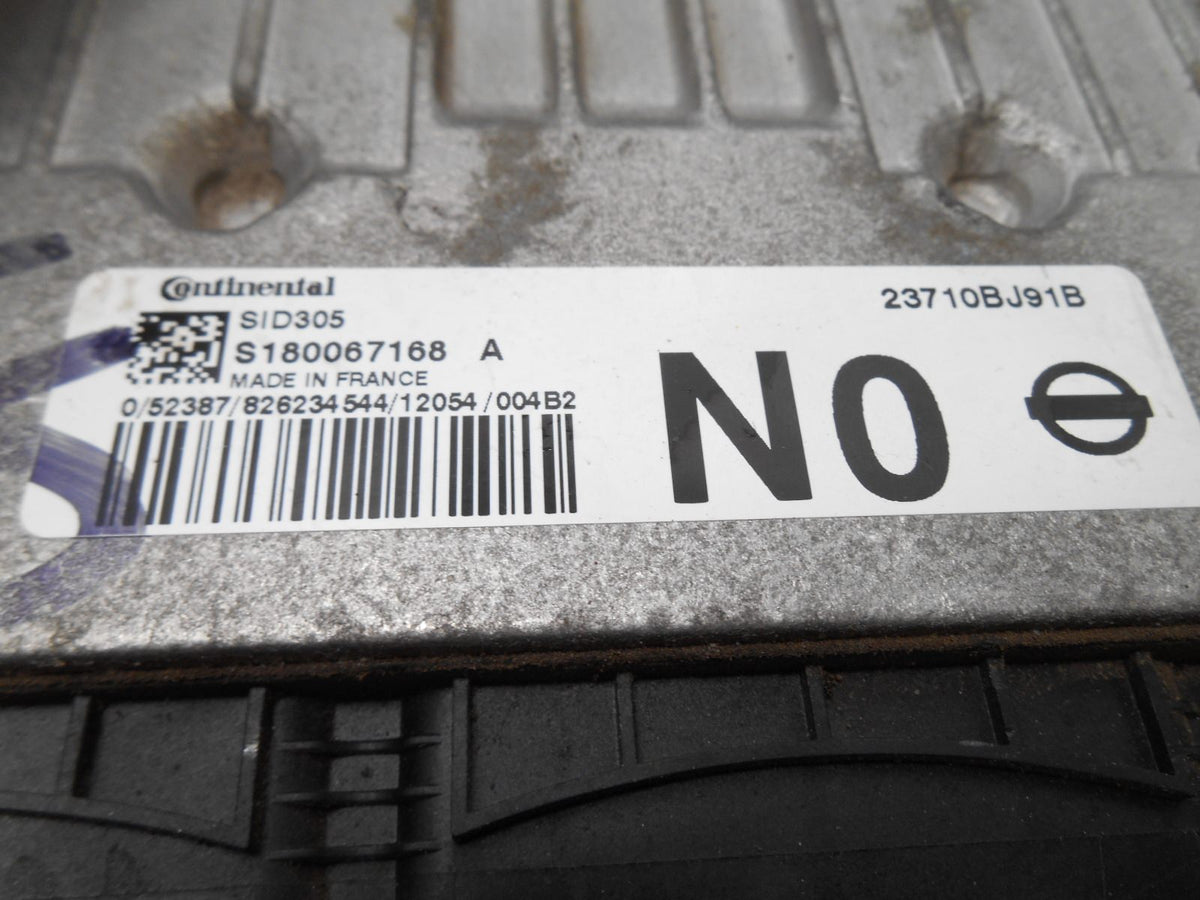 Continental
23710BJ91B
SID305
S180067168 A
MADE IN FRANCE
0/52387/826234544/12054/004B2
N0